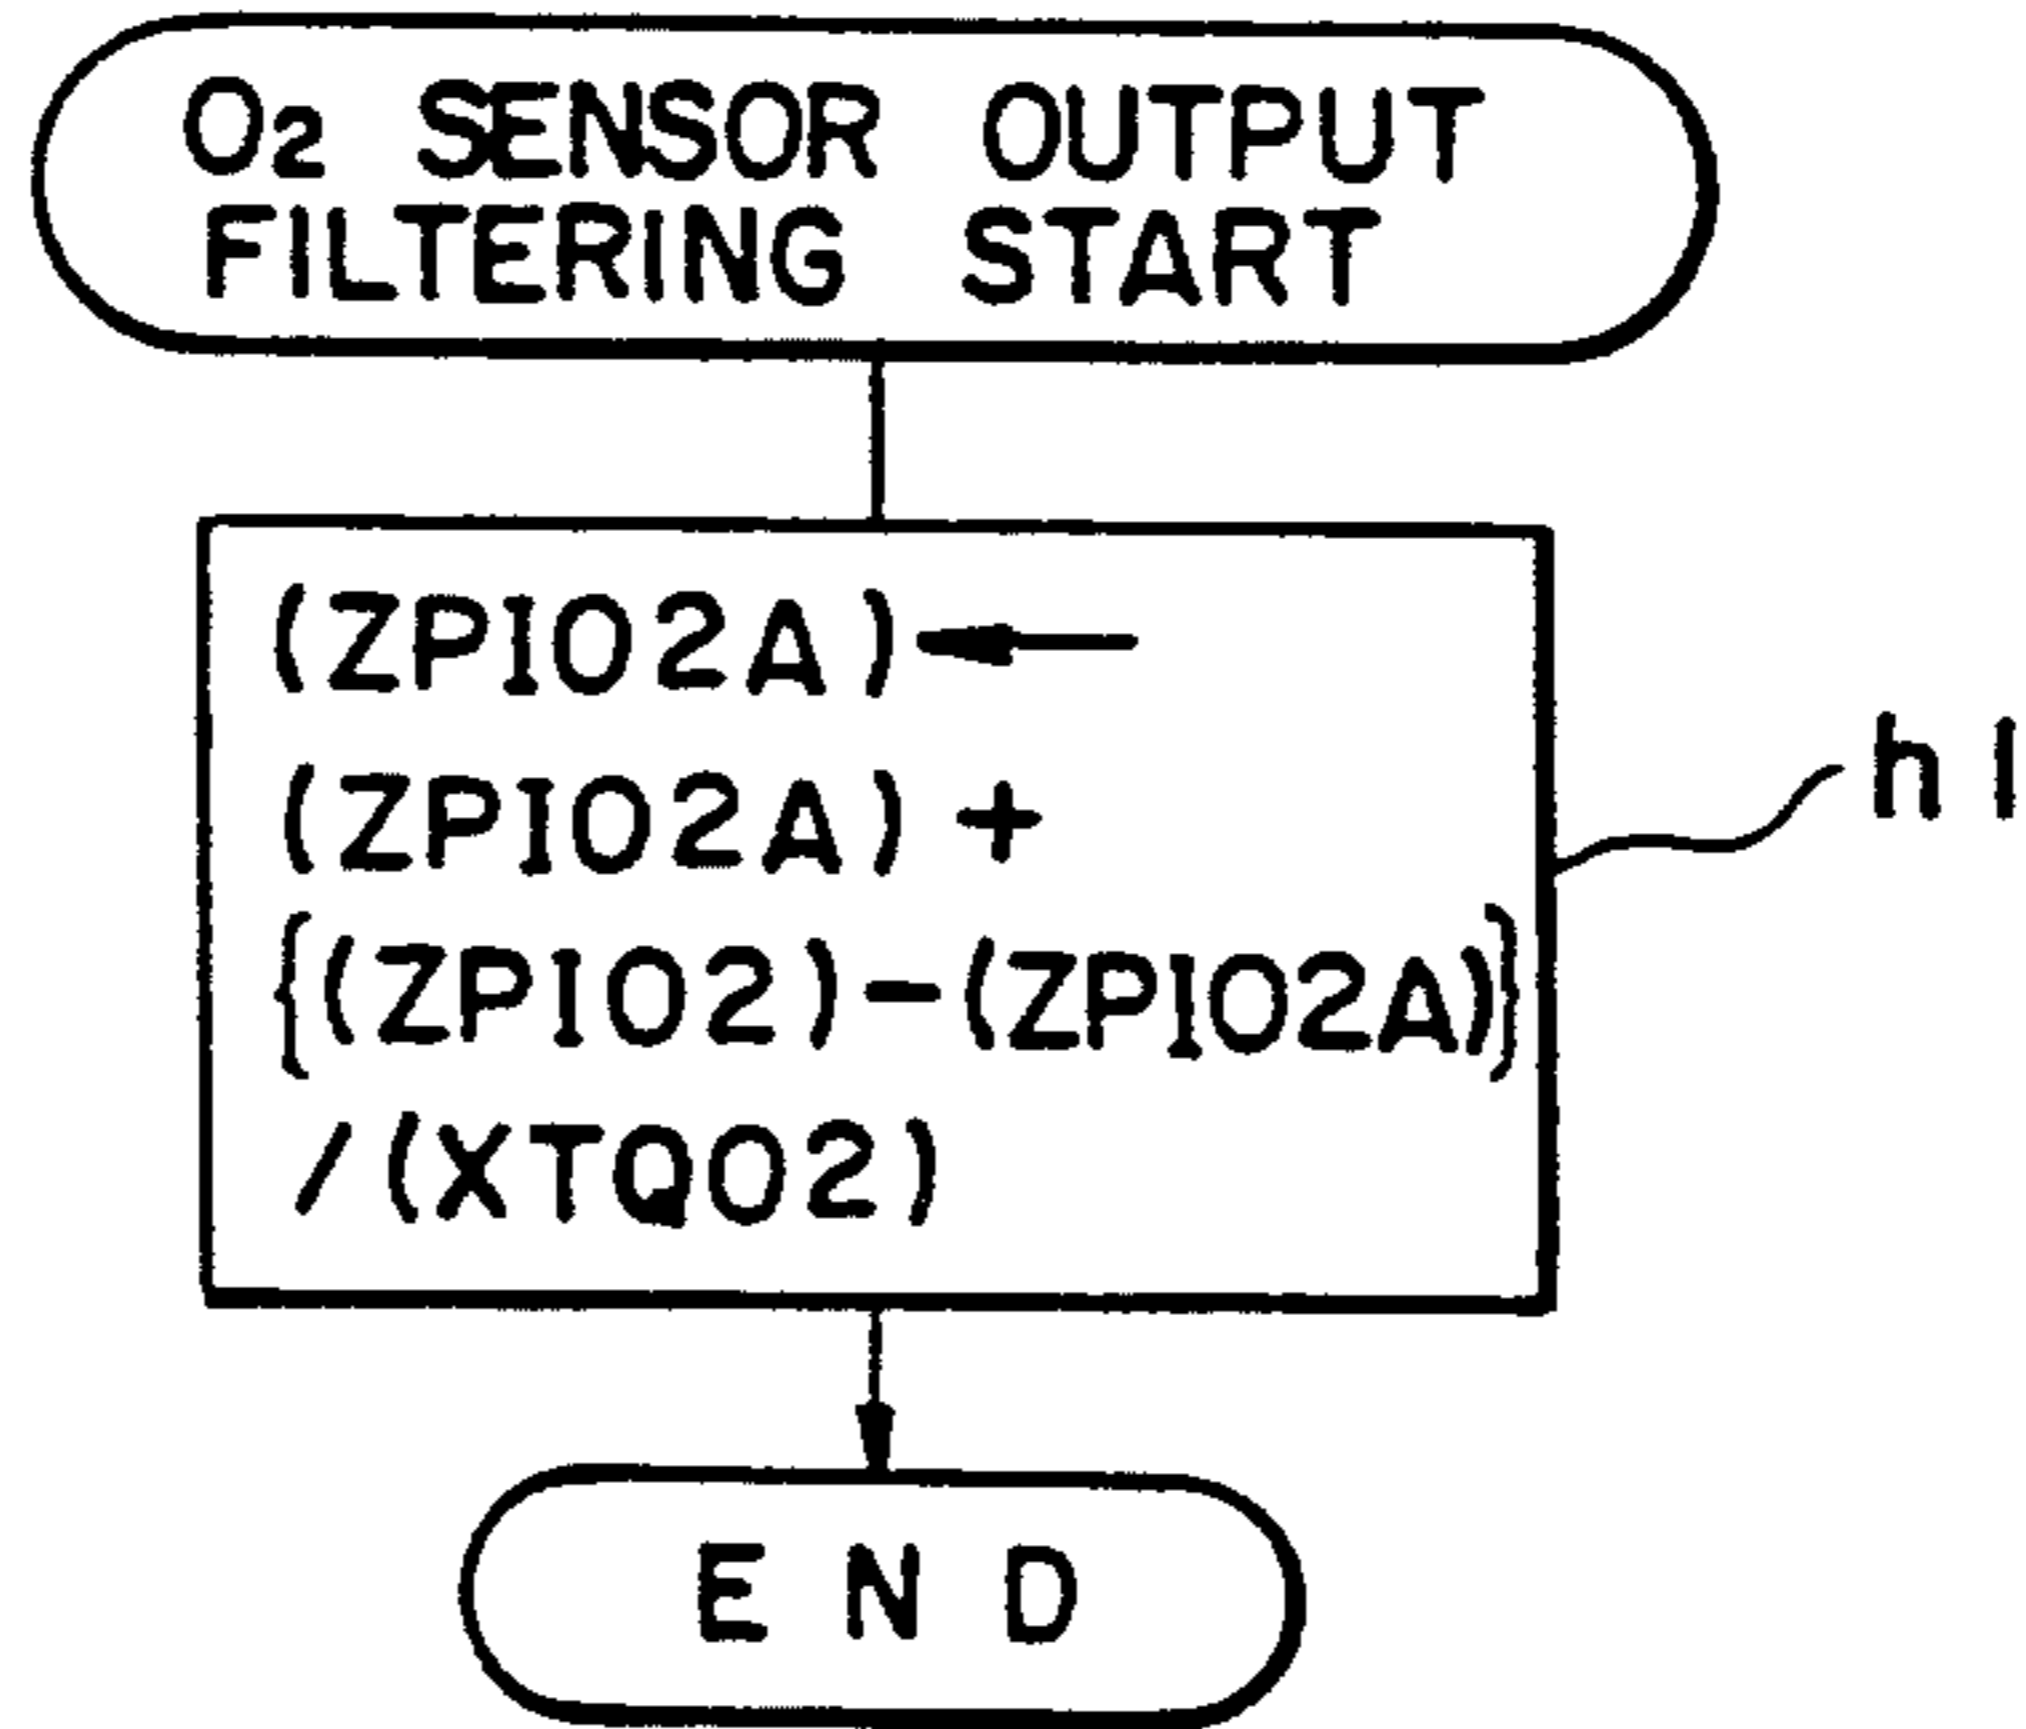 O2 SENSOR OUTPUT
FILTERING START
(ZPIO2A)←
(ZPIO2A)+
{(ZPIO2)-(ZPIO2A)}
/(XTQO2)
h1
END